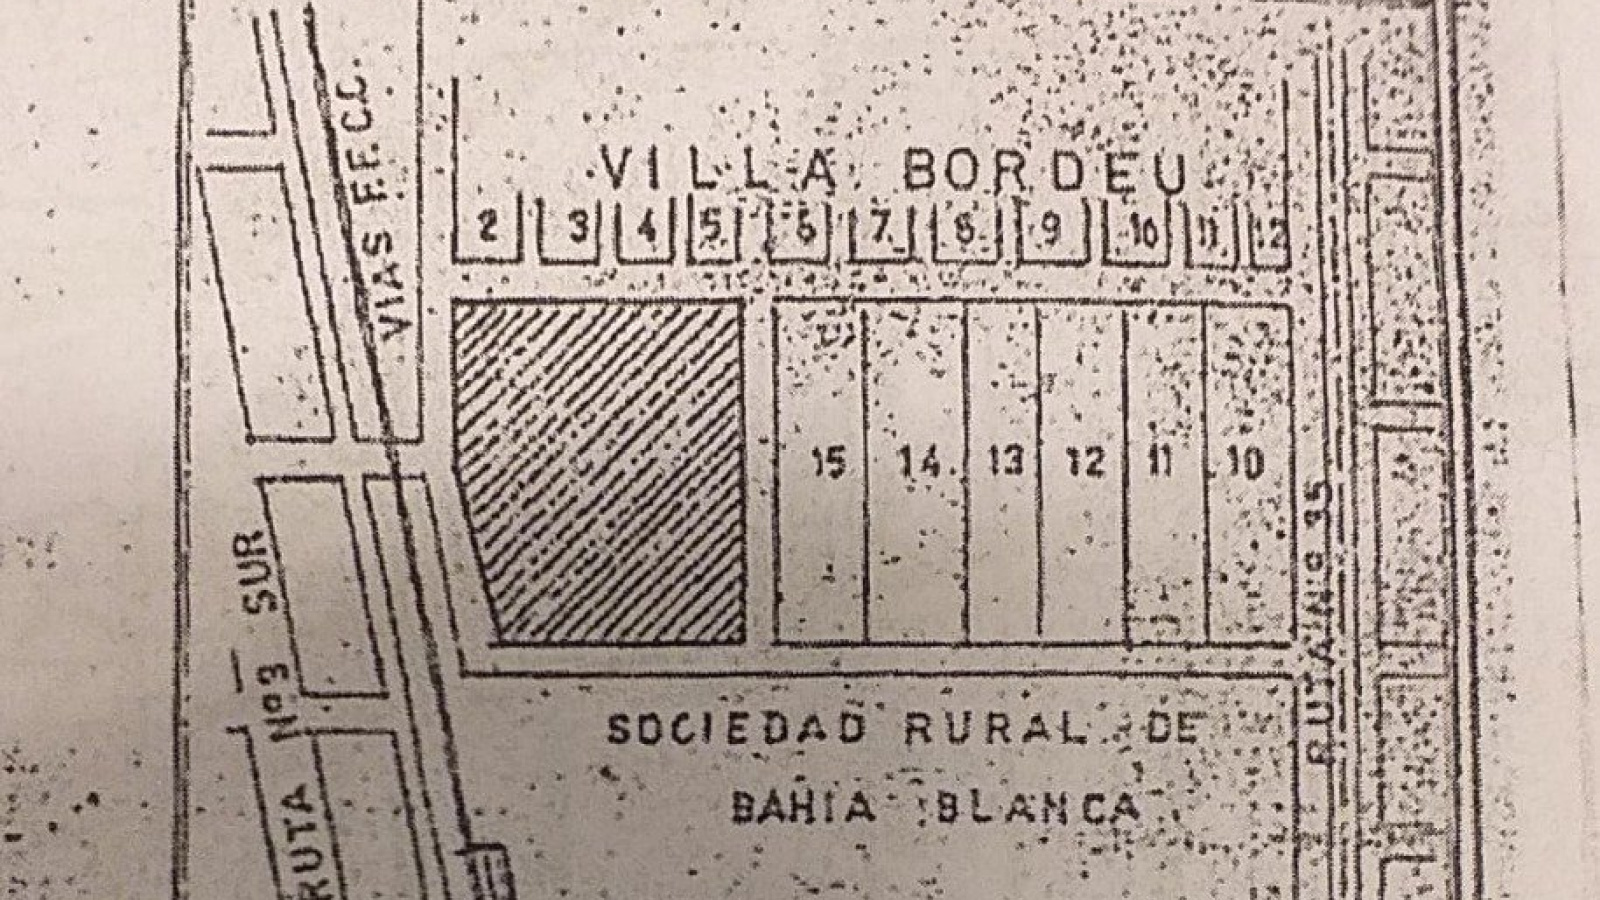 VILLA BORDEU
2 3 4 5 6 7 8 9 10 11 12
VIAS FF.CC.
15 14 13 12 11 10
RUTA Nº3 SUR
RUTA Nº 35
SOCIEDAD RURAL DE
BAHIA BLANCA